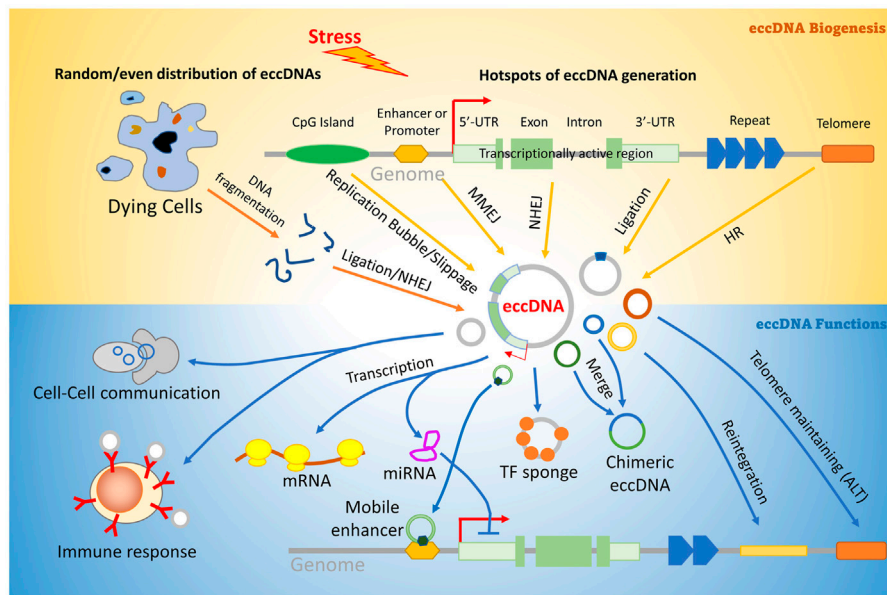 eccDNA Biogenesis
Stress
Random/even distribution of eccDNAs
Hotspots of eccDNA generation
CpG Island
Enhancer or
Promoter
5’-UTR
Exon
Intron
3’-UTR
Repeat
Telomere
Transcriptionally active region
Genome
Dying Cells
DNA
fragmentation
Replication Bubble/Slippage
MMEJ
NHEJ
Ligation
HR
Ligation/NHEJ
eccDNA
eccDNA Functions
Cell-Cell communication
Transcription
Merge
Telomere maintaining (ALT)
Reintegration
mRNA
miRNA
TF sponge
Chimeric
eccDNA
Mobile
enhancer
Immune response
Genome